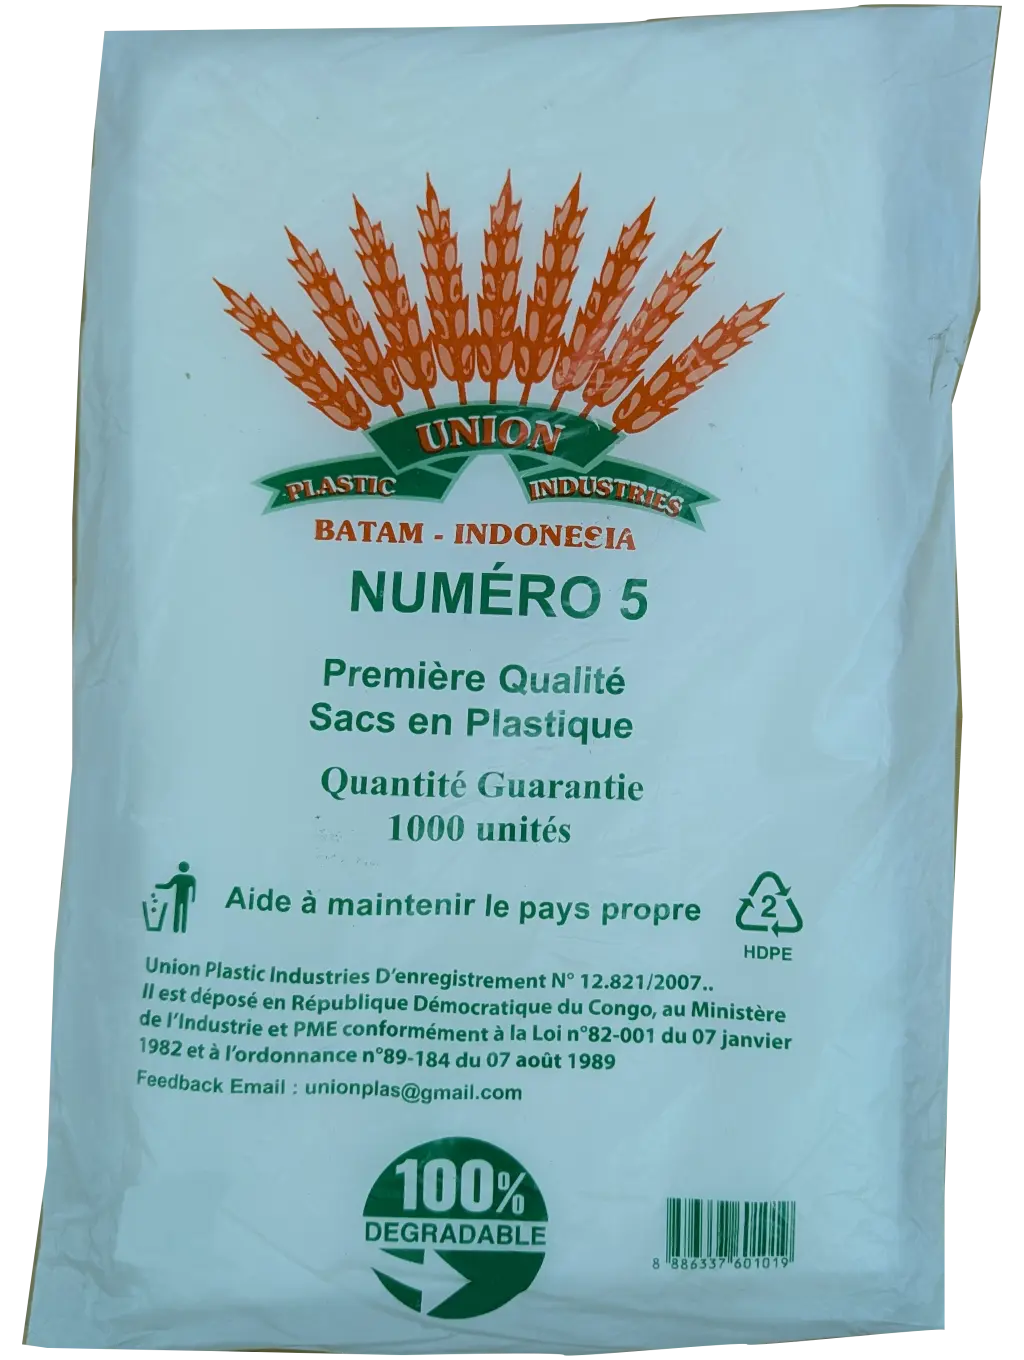 UNION
PLASTIC INDUSTRIES
BATAM - INDONESIA
NUMÉRO 5
Première Qualité
Sacs en Plastique
Quantité Guarantie
1000 unités
Aide à maintenir le pays propre
2
HDPE
Union Plastic Industries D'enregistrement N° 12.821/2007..
Il est déposé en République Démocratique du Congo, au Ministère
de l'Industrie et PME conformément à la Loi n°82-001 du 07 janvier
1982 et à l'ordonnance n°89-184 du 07 août 1989
Feedback Email : unionplas@gmail.com
100%
DEGRADABLE
8 886337 601019